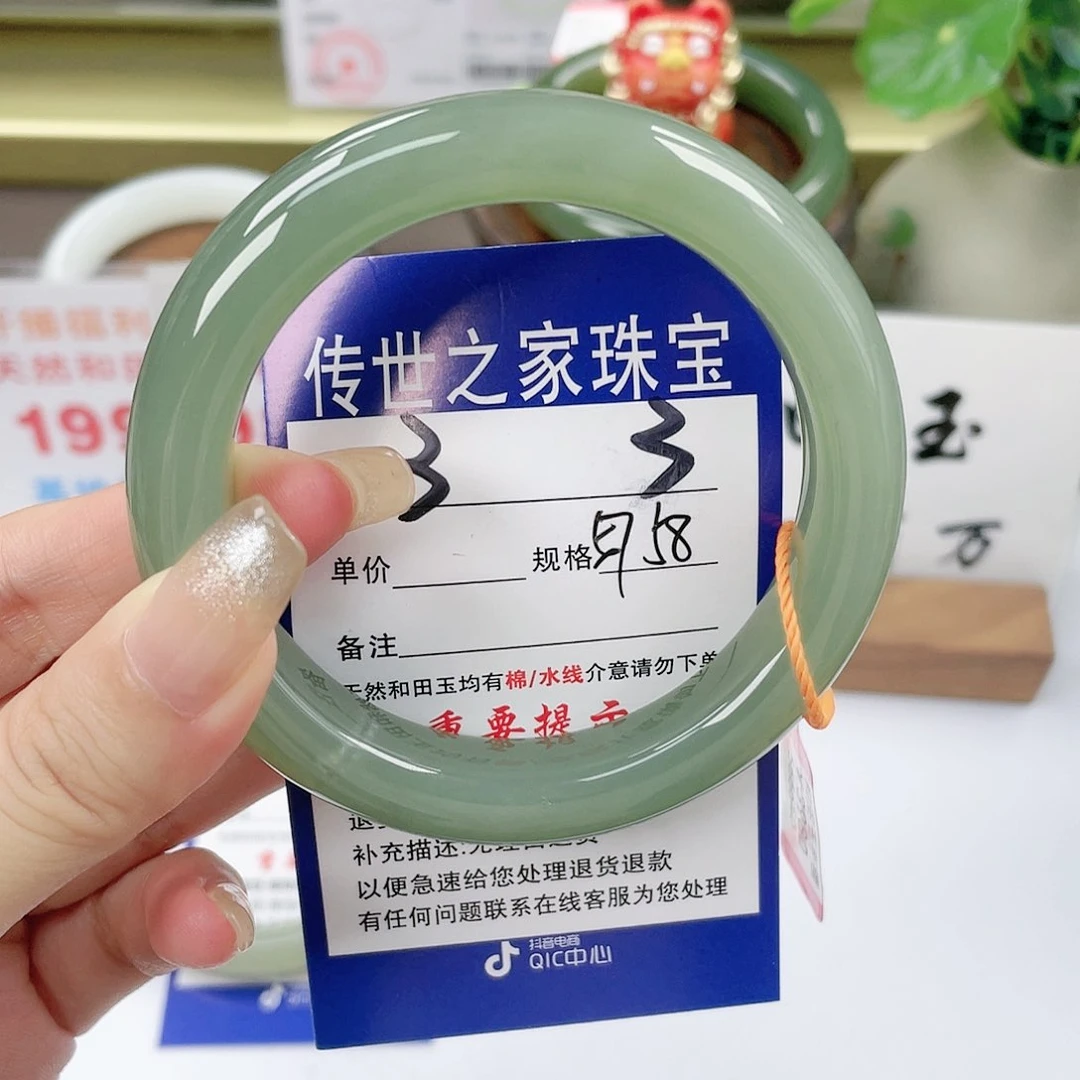 传世之家珠宝
3 3
单价 规格 58
备注
天然和田玉均有棉/水线介意请勿下单
重要提示
补充描述:无理由退货
以便急速给您处理退货退款
有任何问题联系在线客服为您处理
抖音电商
QIC中心
天然和田
199
玉
万